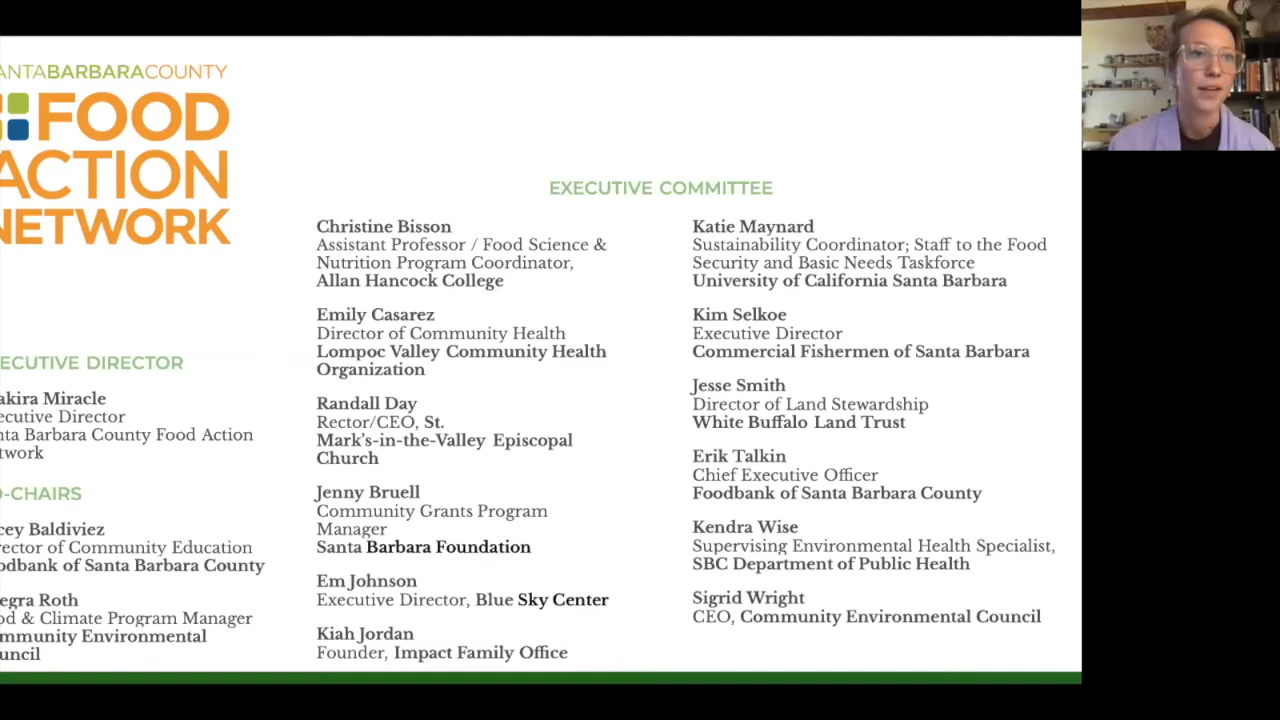 ANTABARBARACOUNTY
FOOD
ACTION
NETWORK
ECUTIVE DIRECTOR
akira Miracle
ecutive Director
nta Barbara County Food Action
twork
O-CHAIRS
cey Baldiviez
rector of Community Education
odbank of Santa Barbara County
egra Roth
od & Climate Program Manager
mmunity Environmental
uncil
EXECUTIVE COMMITTEE
Christine Bisson
Assistant Professor / Food Science &
Nutrition Program Coordinator,
Allan Hancock College
Emily Casarez
Director of Community Health
Lompoc Valley Community Health
Organization
Randall Day
Rector/CEO, St.
Mark's-in-the-Valley Episcopal
Church
Jenny Bruell
Community Grants Program
Manager
Santa Barbara Foundation
Em Johnson
Executive Director, Blue Sky Center
Kiah Jordan
Founder, Impact Family Office
Katie Maynard
Sustainability Coordinator; Staff to the Food
Security and Basic Needs Taskforce
University of California Santa Barbara
Kim Selkoe
Executive Director
Commercial Fishermen of Santa Barbara
Jesse Smith
Director of Land Stewardship
White Buffalo Land Trust
Erik Talkin
Chief Executive Officer
Foodbank of Santa Barbara County
Kendra Wise
Supervising Environmental Health Specialist,
SBC Department of Public Health
Sigrid Wright
CEO, Community Environmental Council